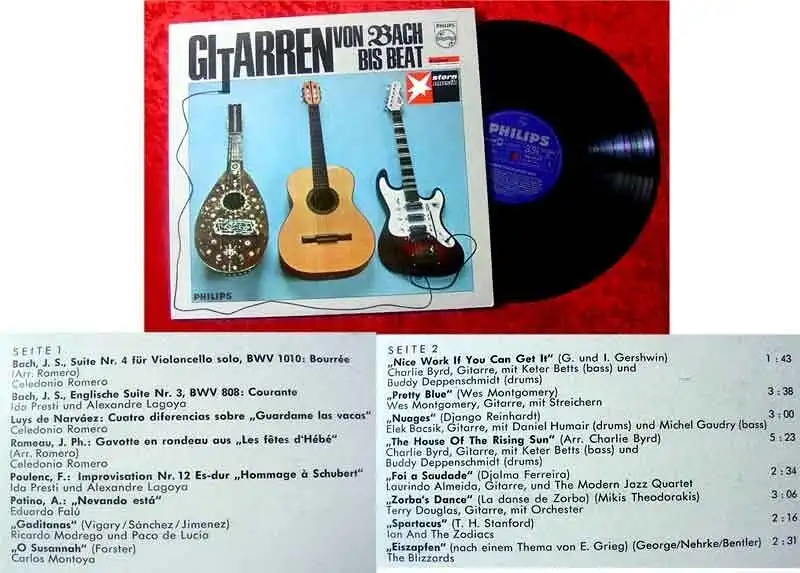 GITARREN VON BACH
BIS BEAT
PHILIPS
stern
musik
PHILIPS
PHILIPS
SEITE 1
Bach, J. S., Suite Nr. 4 für Violoncello solo, BWV 1010: Bourrée
(Arr. Romero)
Celedonio Romero
Bach, J. S., Englische Suite Nr. 3, BWV 808: Courante
Ida Presti und Alexandre Lagoya
Luys de Narváez: Cuatro diferencias sobre „Guardame las vacas“
Celedonio Romero
Rameau, J. Ph.: Gavotte en rondeau aus „Les fêtes d'Hébé“
(Arr. Romero)
Celedonio Romero
Poulenc, F.: Improvisation Nr. 12 Es-dur „Hommage à Schubert“
Ida Presti und Alexandre Lagoya
Patino, A.: „Nevando está“
Eduardo Falú
„Gaditanas“ (Vigary/Sánchez/Jimenez)
Ricardo Modrego und Paco de Lucia
„O Susannah“ (Forster)
Carlos Montoya
SEITE 2
„Nice Work If You Can Get It“ (G. und I. Gershwin) 1:43
Charlie Byrd, Gitarre, mit Keter Betts (bass) und
Buddy Deppenschmidt (drums)
„Pretty Blue“ (Wes Montgomery) 3:38
Wes Montgomery, Gitarre, mit Streichern
„Nuages“ (Django Reinhardt) 3:00
Elek Bacsik, Gitarre, mit Daniel Humair (drums) und Michel Gaudry (bass)
„The House Of The Rising Sun“ (Arr. Charlie Byrd) 5:23
Charlie Byrd, Gitarre, mit Keter Betts (bass) und
Buddy Deppenschmidt (drums)
„Foi a Saudade“ (Djalma Ferreira) 2:34
Laurindo Almeida, Gitarre, und The Modern Jazz Quartet
„Zorba's Dance“ (La danse de Zorba) (Mikis Theodorakis) 3:06
Terry Douglas, Gitarre, mit Orchester
„Spartacus“ (T. H. Stanford) 2:16
Ian And The Zodiacs
„Eiszapfen“ (nach einem Thema von E. Grieg) (George/Nehrke/Bentler) 2:31
The Blizzards